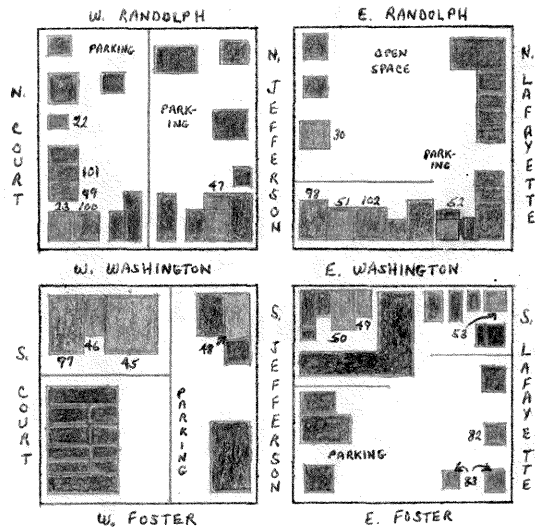 W. RANDOLPH
E. RANDOLPH
N. COURT
N. JEFFERSON
N. LAFAYETTE
PARKING
PARK-
ING
22
101
99
23 100
47
OPEN
SPACE
30
PARK-
ING
98
51
102
52
W. WASHINGTON
E. WASHINGTON
S. COURT
S. JEFFERSON
S. LAFAYETTE
97
46
45
48
PARKING
50
49
53
82
83
PARKING
W. FOSTER
E. FOSTER